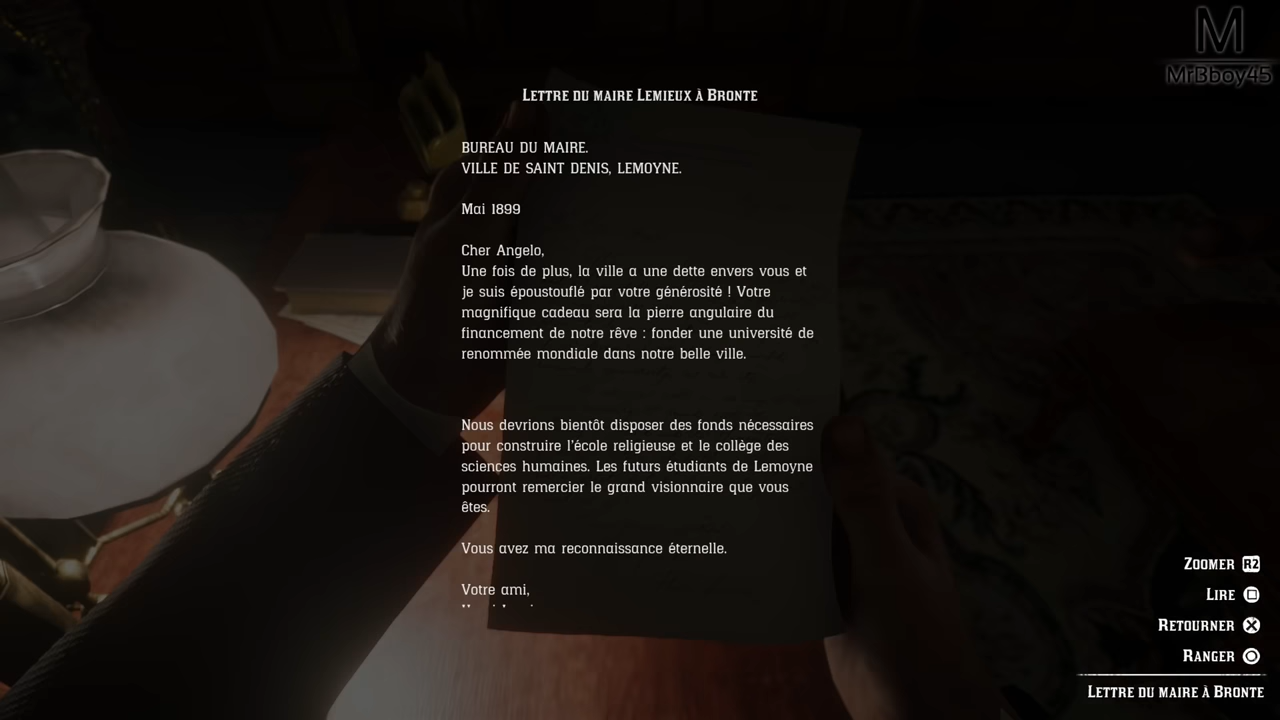 M
MrBboy45
Lettre du maire Lemieux à Bronte
BUREAU DU MAIRE.
VILLE DE SAINT DENIS, LEMOYNE.
Mai 1899
Cher Angelo,
Une fois de plus, la ville a une dette envers vous et
je suis époustouflé par votre générosité ! Votre
magnifique cadeau sera la pierre angulaire du
financement de notre rêve : fonder une université de
renommée mondiale dans notre belle ville.
Nous devrions bientôt disposer des fonds nécessaires
pour construire l'école religieuse et le collège des
sciences humaines. Les futurs étudiants de Lemoyne
pourront remercier le grand visionnaire que vous
êtes.
Vous avez ma reconnaissance éternelle.
Votre ami,
Zoomer R2
Lire
Retourner
Ranger
Lettre du maire à Bronte